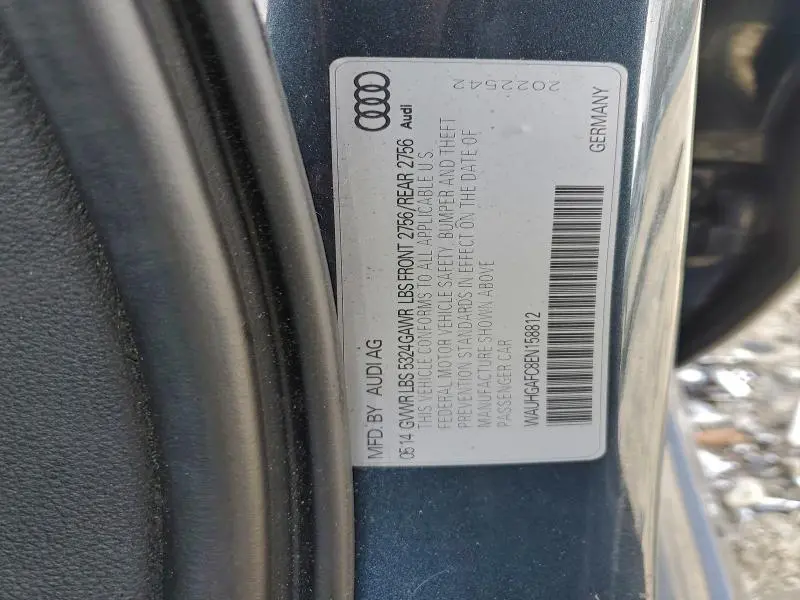 MFD. BY AUDI AG
Audi
05 14 GVWR LBS 5324 GAWR LBS FRONT 2756/REAR 2756
THIS VEHICLE CONFORMS TO ALL APPLICABLE U.S.
FEDERAL MOTOR VEHICLE SAFETY, BUMPER AND THEFT
PREVENTION STANDARDS IN EFFECT ON THE DATE OF
MANUFACTURE SHOWN ABOVE
PASSENGER CAR
WAUHGAFC8EN158812
2022542
GERMANY